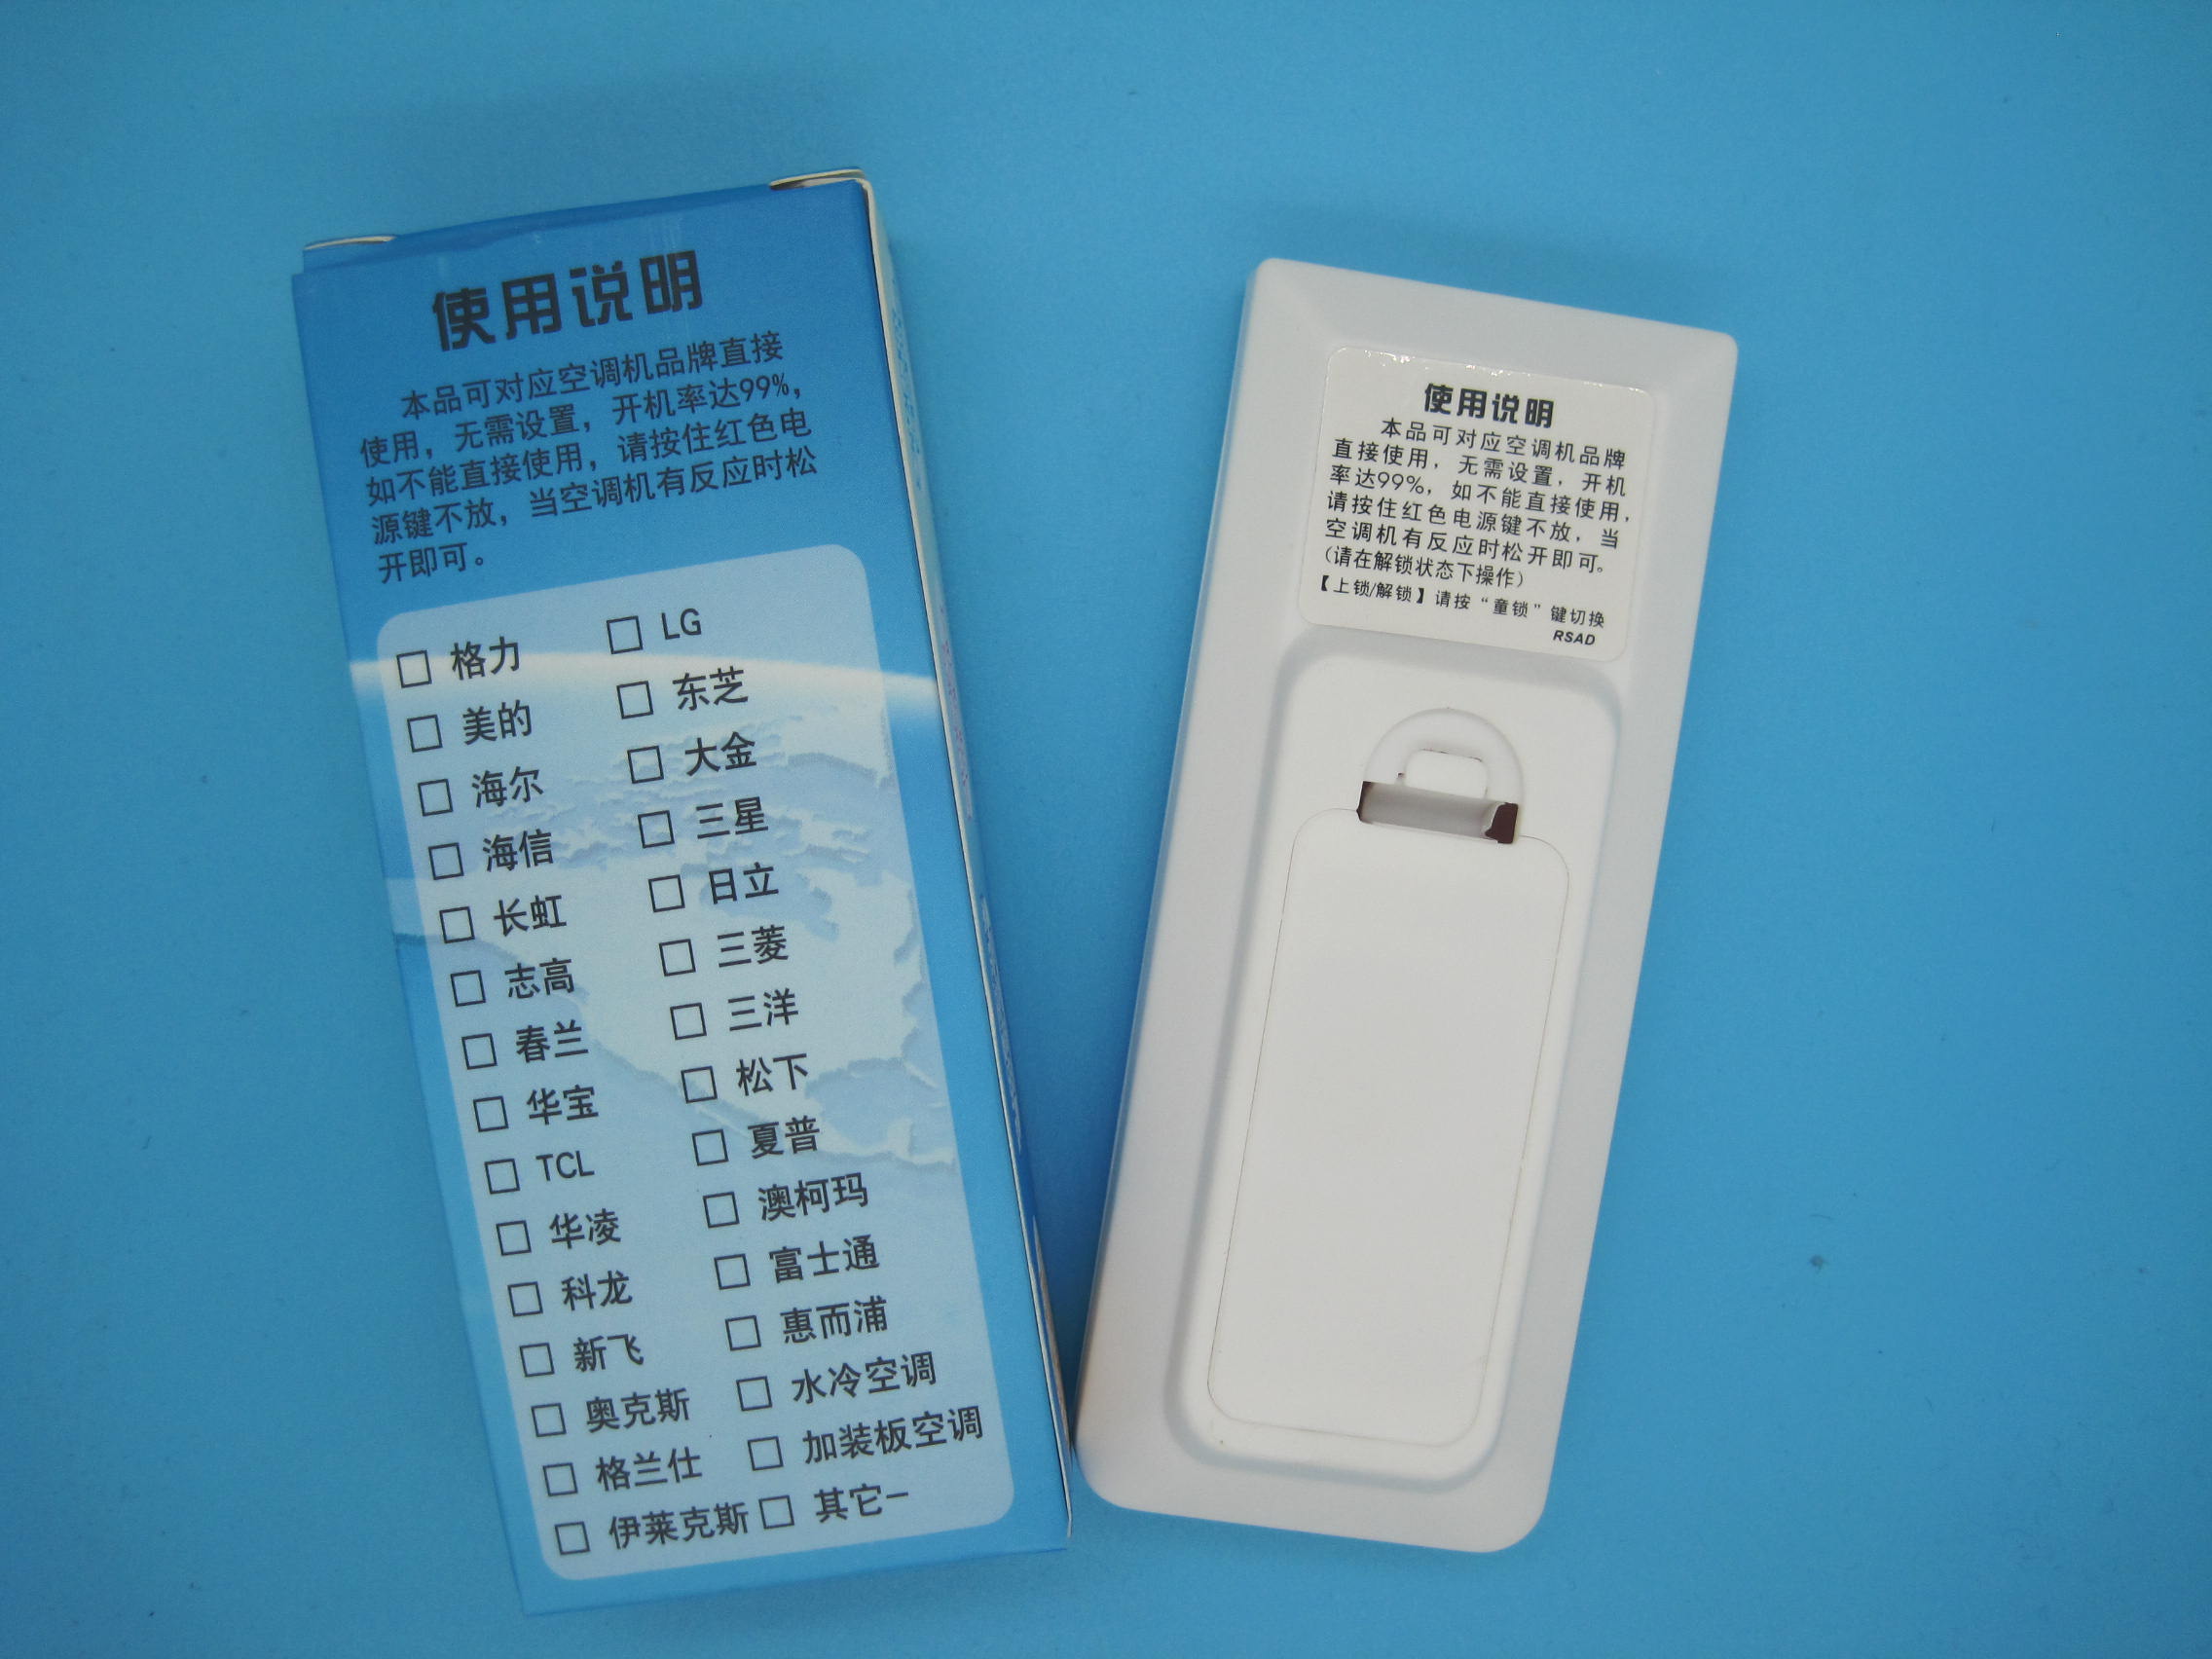 使用说明
本品可对应空调机品牌直接
使用，无需设置，开机率达99%，
如不能直接使用，请按住红色电
源键不放，当空调机有反应时松
开即可。
□ 格力 □ LG
□ 美的 □ 东芝
□ 海尔 □ 大金
□ 海信 □ 三星
□ 长虹 □ 日立
□ 志高 □ 三菱
□ 春兰 □ 三洋
□ 华宝 □ 松下
□ TCL □ 夏普
□ 华凌 □ 澳柯玛
□ 科龙 □ 富士通
□ 新飞 □ 惠而浦
□ 奥克斯 □ 水冷空调
□ 格兰仕 □ 加装板空调
□ 伊莱克斯 □ 其它一
使用说明
本品可对应空调机品牌
直接使用，无需设置，开机
率达99%，如不能直接使用，
请按住红色电源键不放，当
空调机有反应时松开即可。
（请在解锁状态下操作）
【上锁/解锁】请按“童锁”键切换
RSAD